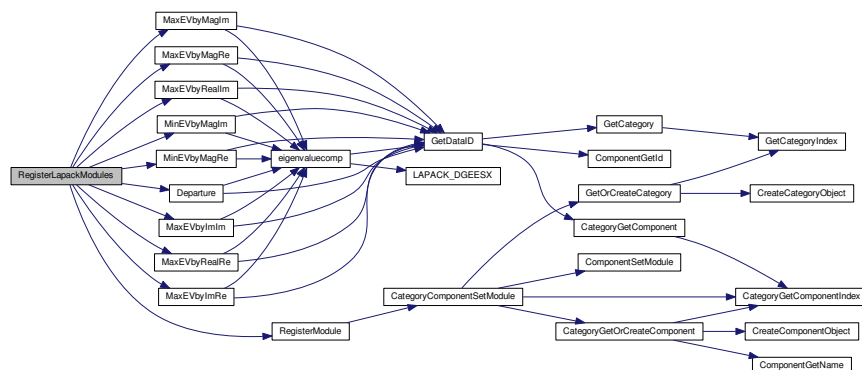 RegisterLapackModules
MaxEVbyMagIm
MaxEVbyMagRe
MaxEVbyRealIm
MinEVbyMagIm
MinEVbyMagRe
Departure
MaxEVbyImIm
MaxEVbyRealRe
MaxEVbyImRe
RegisterModule
eigenvaluecomp
GetDataID
LAPACK_DGEESX
CategoryComponentSetModule
GetCategory
ComponentGetId
GetOrCreateCategory
CategoryGetComponent
ComponentSetModule
CategoryGetOrCreateComponent
GetCategoryIndex
CreateCategoryObject
CategoryGetComponentIndex
CreateComponentObject
ComponentGetName